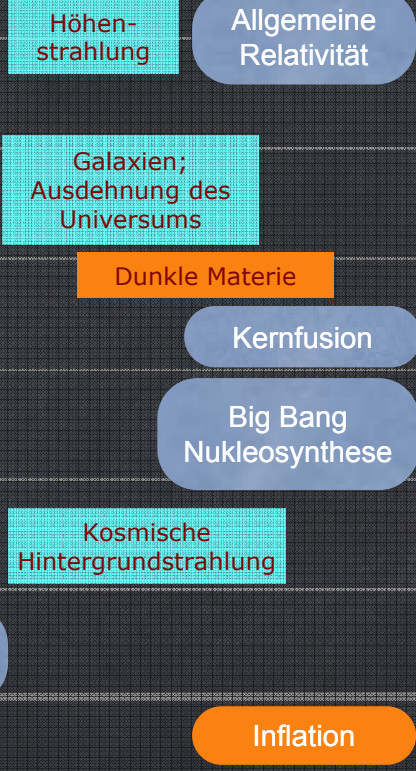 Höhen-
strahlung
Allgemeine
Relativität
Galaxien;
Ausdehnung des
Universums
Dunkle Materie
Kernfusion
Big Bang
Nukleosynthese
Kosmische
Hintergrundstrahlung
Inflation